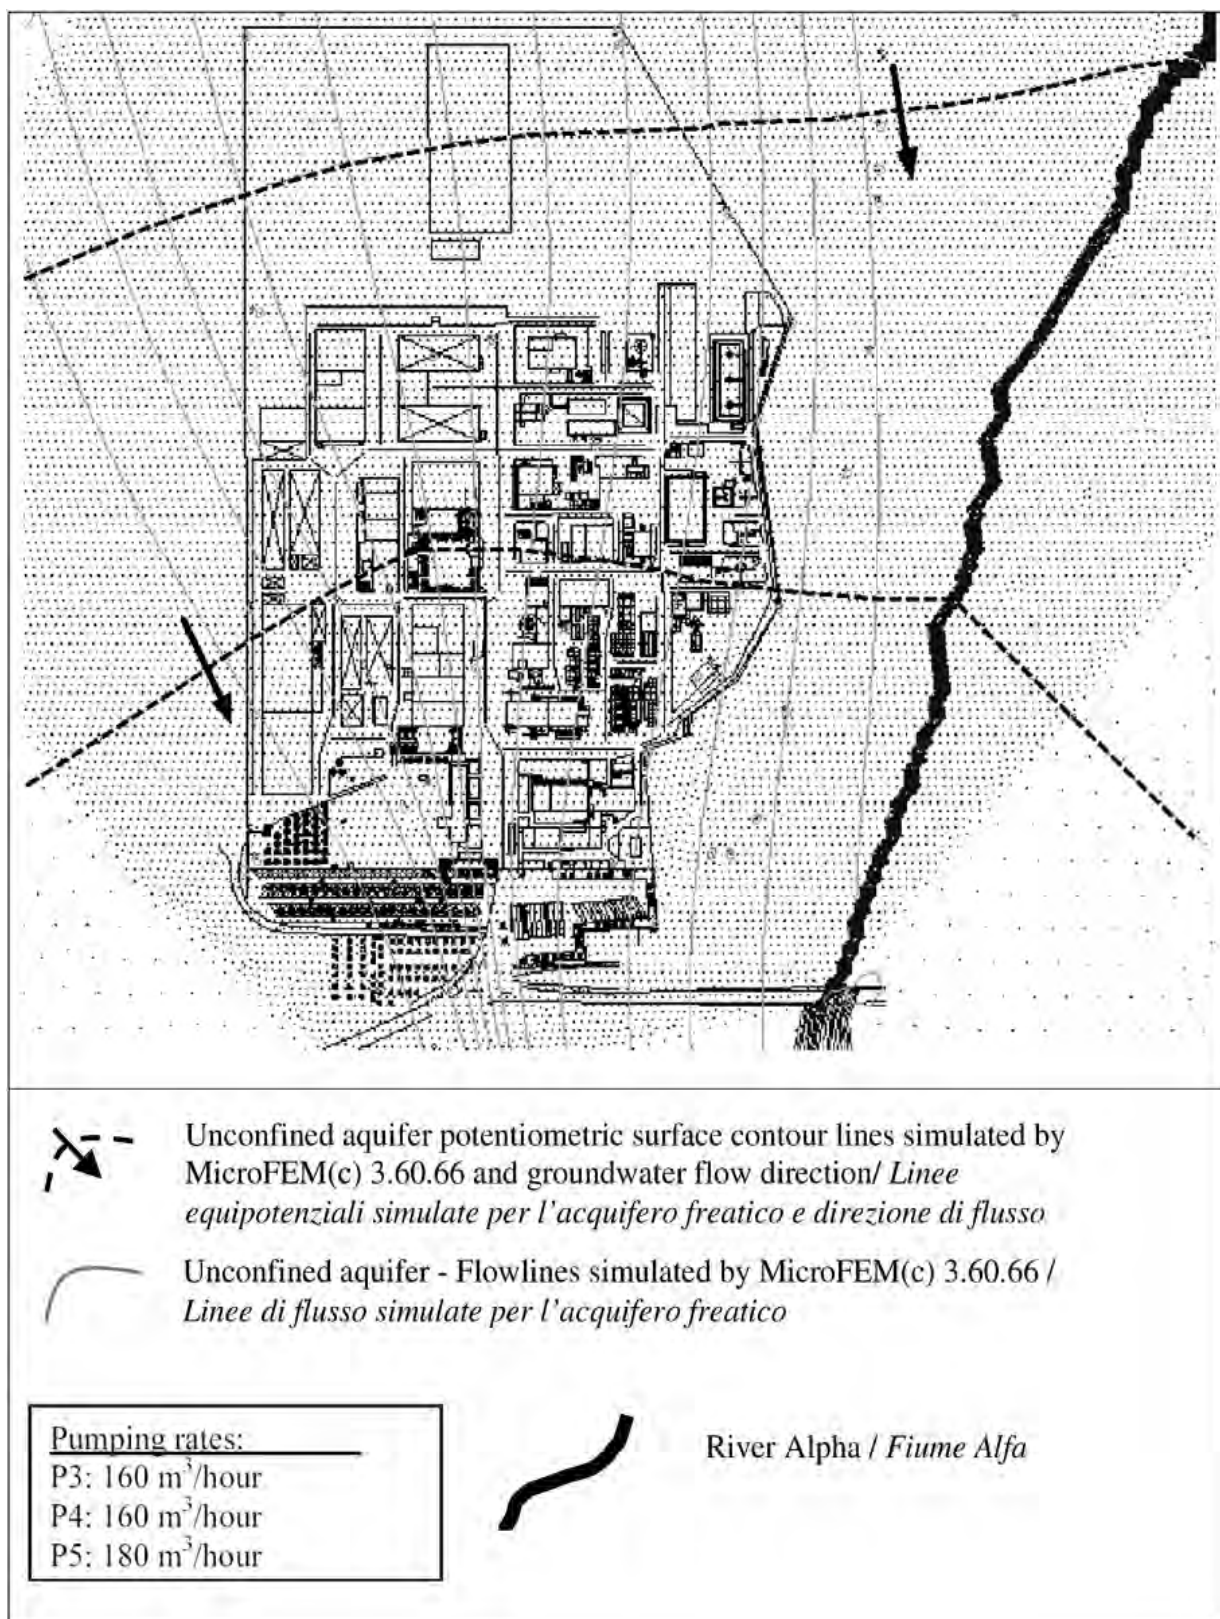 Unconfined aquifer potentiometric surface contour lines simulated by
MicroFEM(c) 3.60.66 and groundwater flow direction/ Linee
equipotenziali simulate per l'acquifero freatico e direzione di flusso
Unconfined aquifer - Flowlines simulated by MicroFEM(c) 3.60.66 /
Linee di flusso simulate per l'acquifero freatico
Pumping rates:
P3: 160 m³/hour
P4: 160 m³/hour
P5: 180 m³/hour
River Alpha / Fiume Alfa